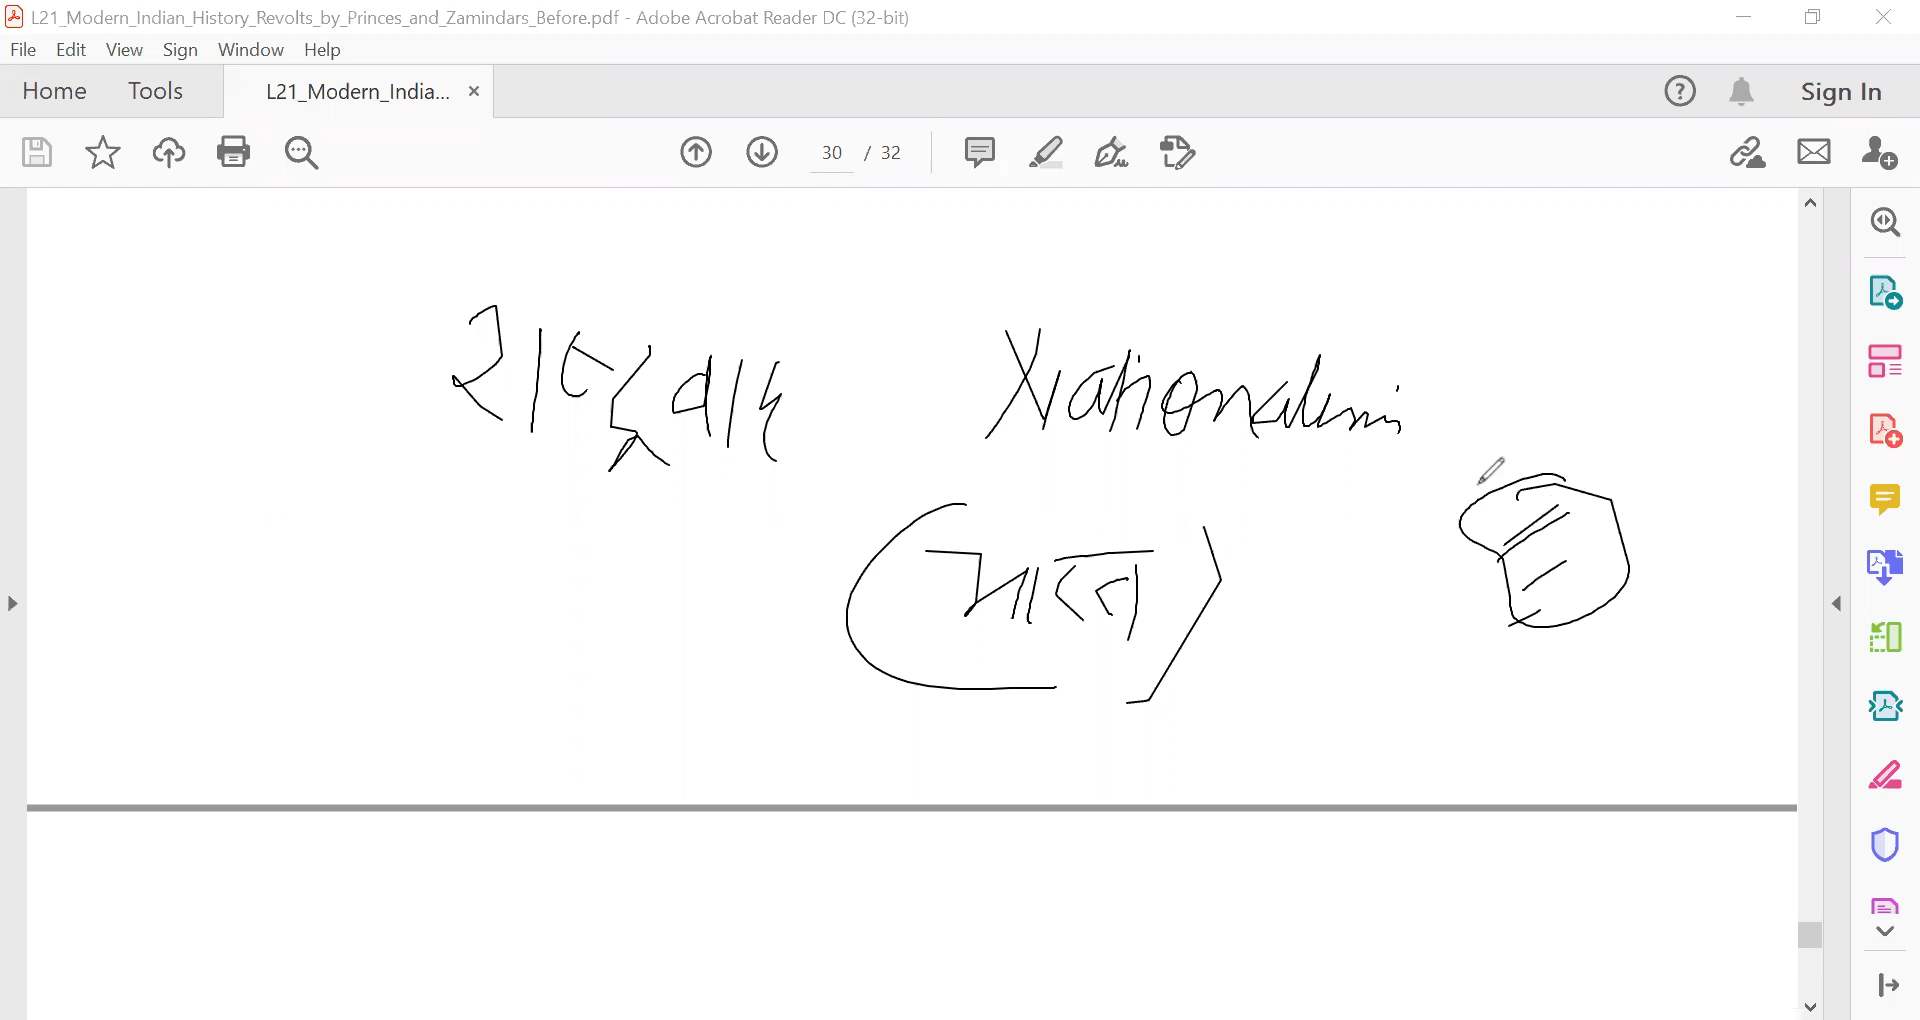 L21_Modern_Indian_History_Revolts_by_Princes_and_Zamindars_Before.pdf - Adobe Acrobat Reader DC (32-bit)
File Edit View Sign Window Help
Home Tools L21_Modern_India... × Sign In
30 / 32
राष्ट्रवाद Nationalism
भारत